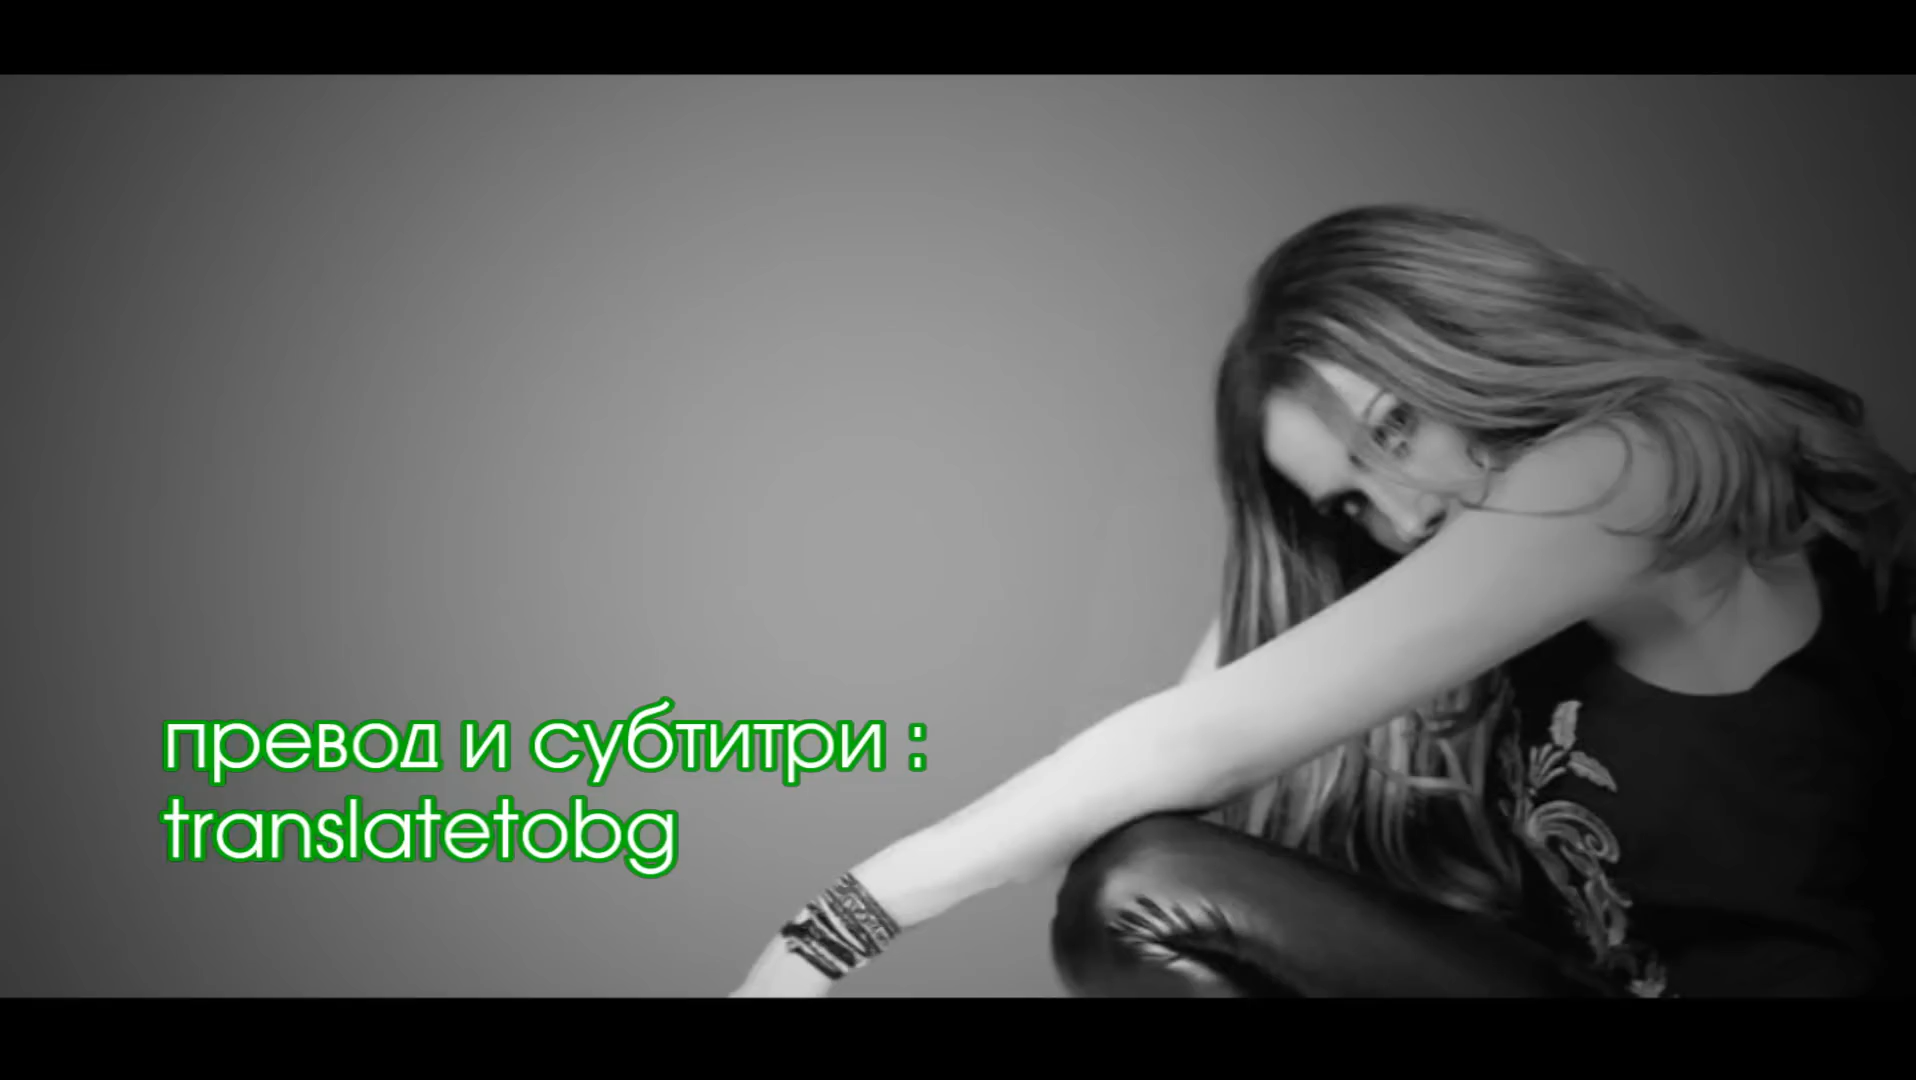 превод и субтитри :
translatetobg